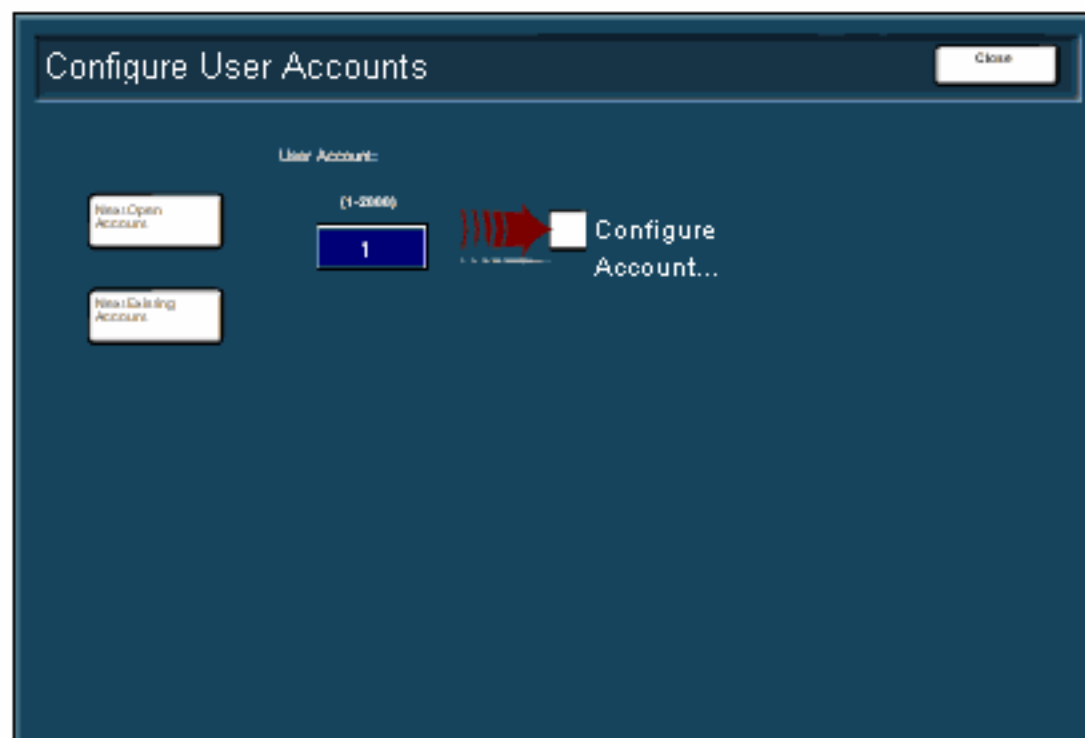 Configure User Accounts
Close
User Account:
Next Open
Account
(1-2000)
1
Configure
Account...
Next Existing
Account